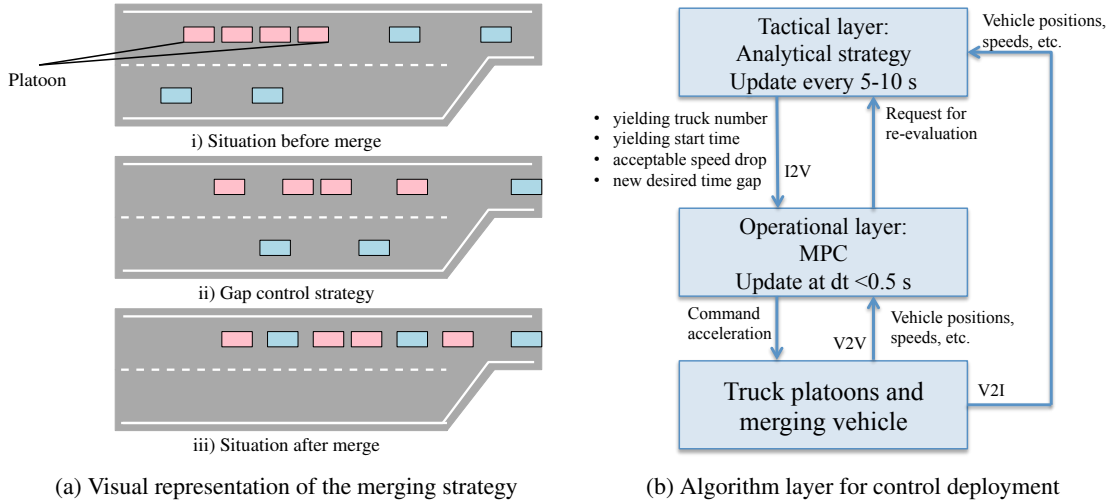 Platoon
i) Situation before merge
ii) Gap control strategy
iii) Situation after merge
(a) Visual representation of the merging strategy
Tactical layer:
Analytical strategy
Update every 5-10 s
Vehicle positions,
speeds, etc.
• yielding truck number
• yielding start time
• acceptable speed drop
• new desired time gap
I2V
Request for
re-evaluation
Operational layer:
MPC
Update at dt <0.5 s
Command
acceleration
V2V
Vehicle positions,
speeds, etc.
Truck platoons and
merging vehicle
V2I
(b) Algorithm layer for control deployment